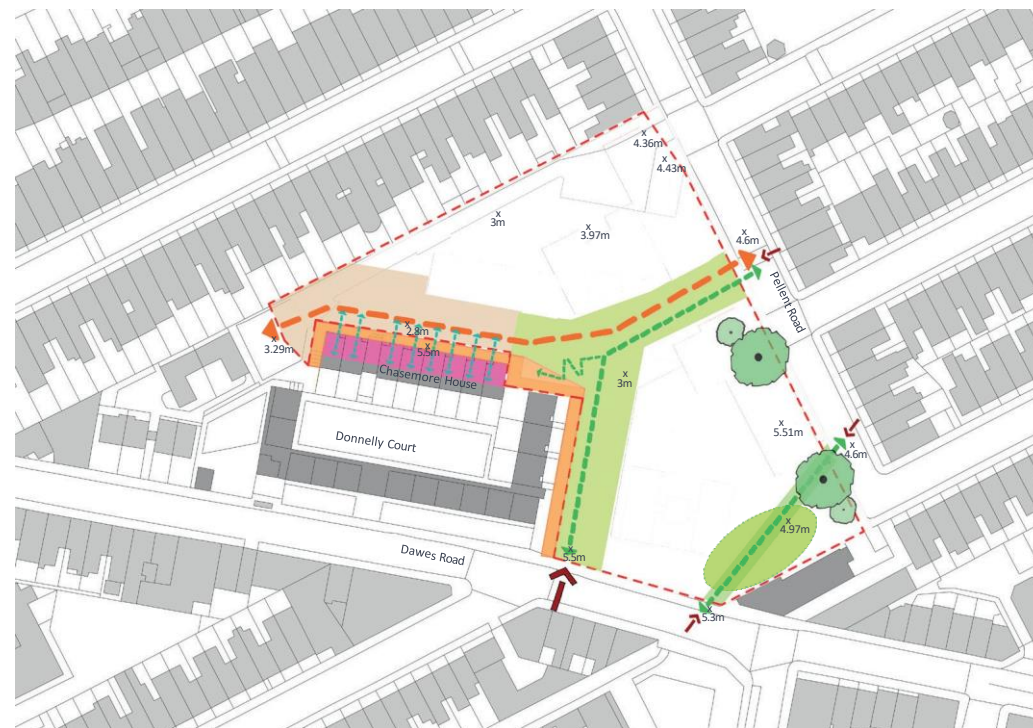 x
4.36m
x
4.43m
x
3m
x
3.97m
x
4.6m
Pellent Road
x
3.29m
x
2.8m
x
5.5m
Chasemore House
x
3m
Donnelly Court
x
5.51m
x
4.6m
x
4.97m
Dawes Road
x
5.5m
x
5.3m